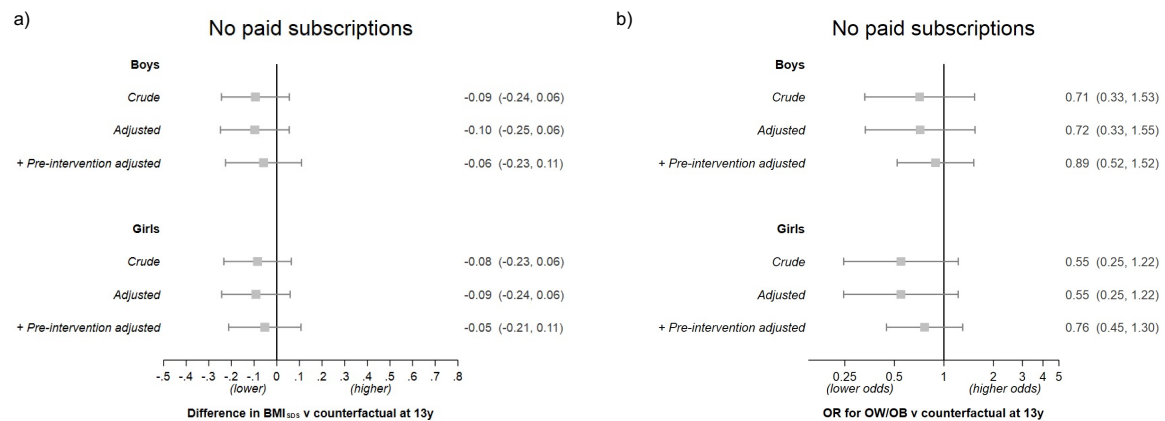 a)
No paid subscriptions
Boys
Crude -0.09 (-0.24, 0.06)
Adjusted -0.10 (-0.25, 0.06)
+ Pre-intervention adjusted -0.06 (-0.23, 0.11)
Girls
Crude -0.08 (-0.23, 0.06)
Adjusted -0.09 (-0.24, 0.06)
+ Pre-intervention adjusted -0.05 (-0.21, 0.11)
-.5 -.4 -.3 -.2 -.1 0 .1 .2 .3 .4 .5 .6 .7 .8
(lower) (higher)
Difference in BMI SDS v counterfactual at 13y
b)
No paid subscriptions
Boys
Crude 0.71 (0.33, 1.53)
Adjusted 0.72 (0.33, 1.55)
+ Pre-intervention adjusted 0.89 (0.52, 1.52)
Girls
Crude 0.55 (0.25, 1.22)
Adjusted 0.55 (0.25, 1.22)
+ Pre-intervention adjusted 0.76 (0.45, 1.30)
0.25 0.5 1 2 3 4 5
(lower odds) (higher odds)
OR for OW/OB v counterfactual at 13y